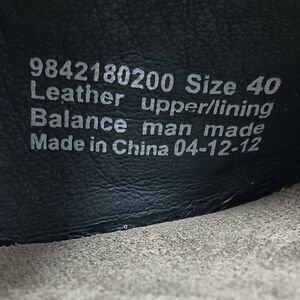 9842180200 Size 40
Leather upper/lining
Balance man made
Made in China 04-12-12